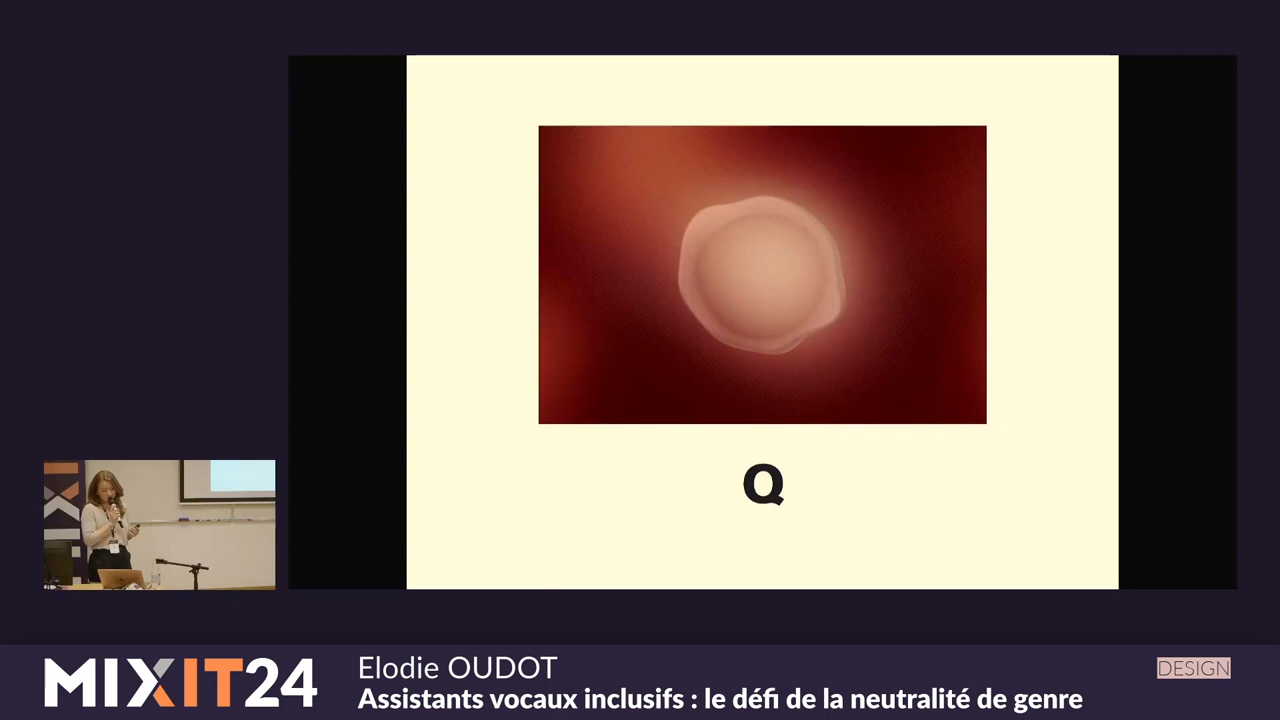 Q
MIXIT24
Elodie OUDOT
Assistants vocaux inclusifs : le défi de la neutralité de genre
DESIGN